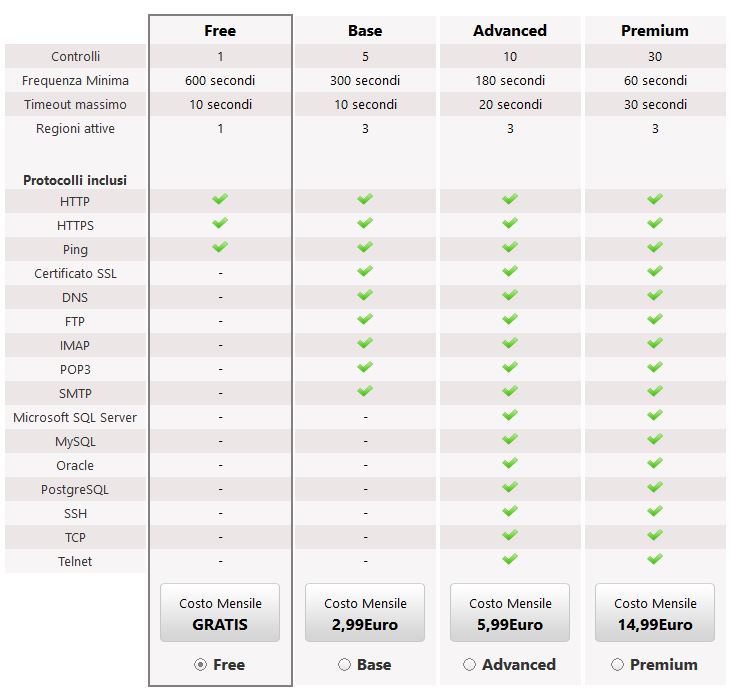 Free Base Advanced Premium
Controlli 1 5 10 30
Frequenza Minima 600 secondi 300 secondi 180 secondi 60 secondi
Timeout massimo 10 secondi 10 secondi 20 secondi 30 secondi
Regioni attive 1 3 3 3
Protocolli inclusi
HTTP
HTTPS
Ping
Certificato SSL -
DNS -
FTP -
IMAP -
POP3 -
SMTP -
Microsoft SQL Server - -
MySQL - -
Oracle - -
PostgreSQL - -
SSH - -
TCP - -
Telnet - -
Costo Mensile Costo Mensile Costo Mensile Costo Mensile
GRATIS 2,99Euro 5,99Euro 14,99Euro
Free Base Advanced Premium